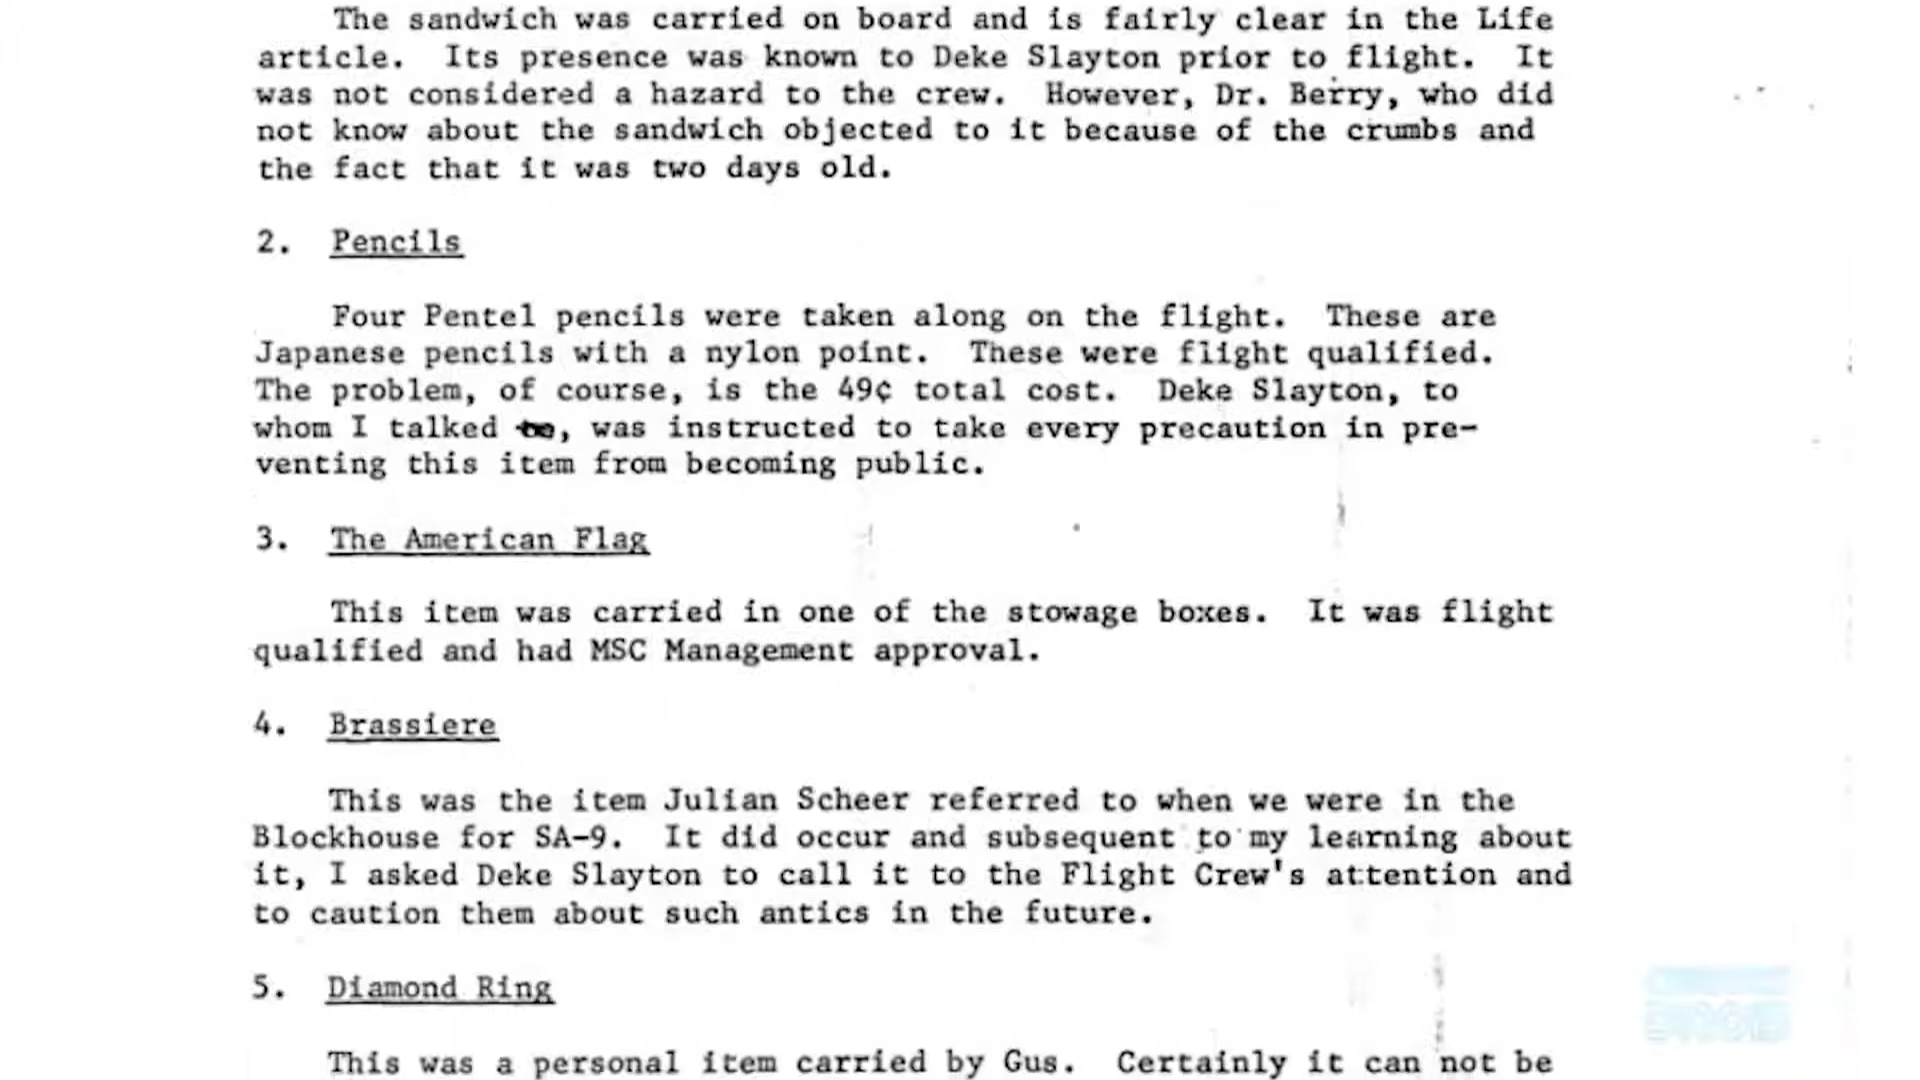 The sandwich was carried on board and is fairly clear in the Life
article. Its presence was known to Deke Slayton prior to flight. It
was not considered a hazard to the crew. However, Dr. Berry, who did
not know about the sandwich objected to it because of the crumbs and
the fact that it was two days old.
2. Pencils
Four Pentel pencils were taken along on the flight. These are
Japanese pencils with a nylon point. These were flight qualified.
The problem, of course, is the 49¢ total cost. Deke Slayton, to
whom I talked , was instructed to take every precaution in pre-
venting this item from becoming public.
3. The American Flag
This item was carried in one of the stowage boxes. It was flight
qualified and had MSC Management approval.
4. Brassiere
This was the item Julian Scheer referred to when we were in the
Blockhouse for SA-9. It did occur and subsequent to my learning about
it, I asked Deke Slayton to call it to the Flight Crew's attention and
to caution them about such antics in the future.
5. Diamond Ring
This was a personal item carried by Gus. Certainly it can not be